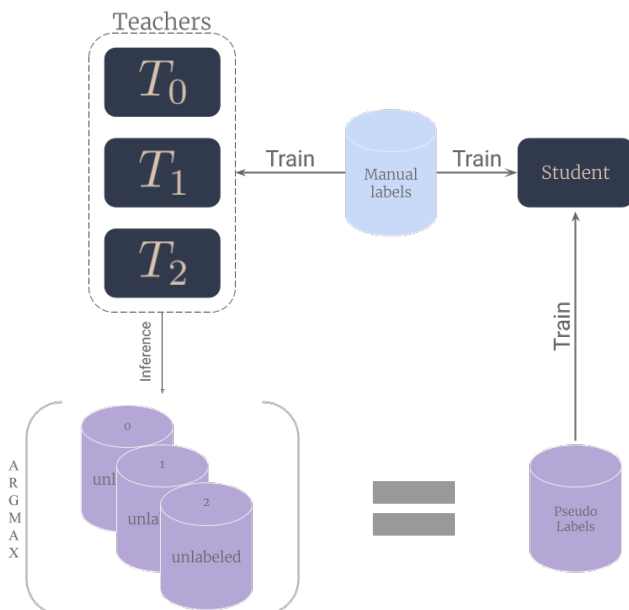 Teachers
T0
T1
T2
Train
Manual
labels
Train
Student
Inference
Train
ARGMAX
0
unl
1
unla
2
unlabeled
Pseudo
Labels